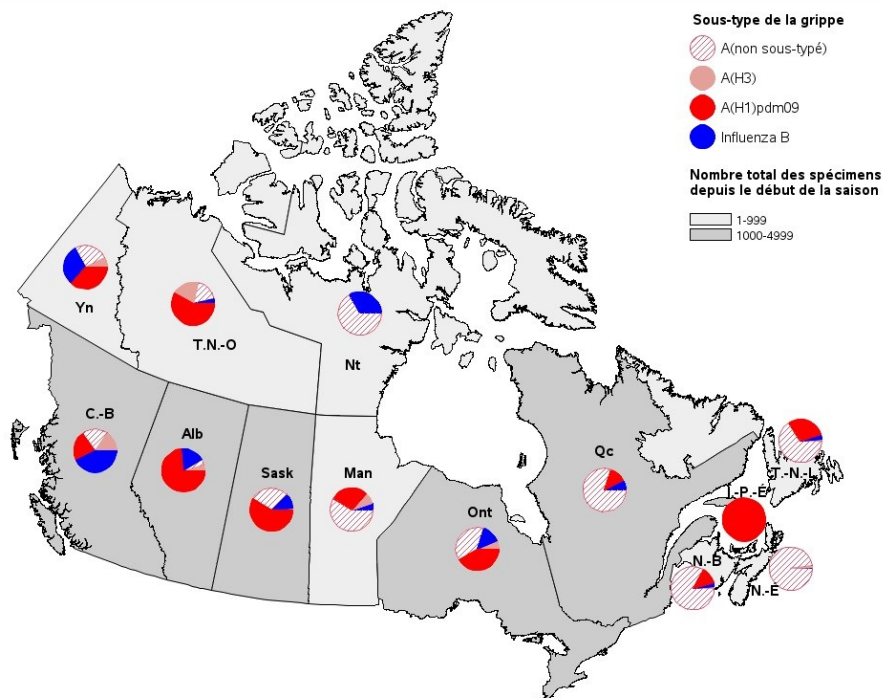 Sous-type de la grippe
A(non sous-typé)
A(H3)
A(H1)pdm09
Influenza B
Nombre total des spécimens
depuis le début de la saison
1-999
1000-4999
Yn
T.N.-O
Nt
C.-B
Alb
Sask
Man
Ont
Qc
T.-N.-L
I.-P.-É
N.-B
N.-É